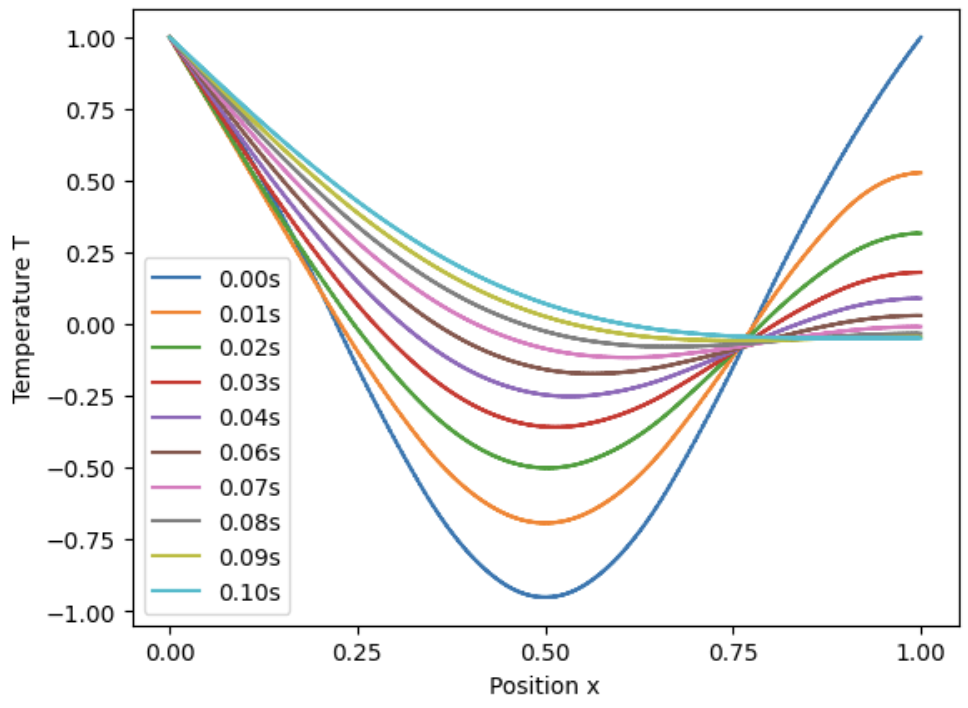 1.00
0.75
0.50
0.25
0.00
−0.25
−0.50
−0.75
−1.00
Temperature T
0.00s
0.01s
0.02s
0.03s
0.04s
0.06s
0.07s
0.08s
0.09s
0.10s
0.00 0.25 0.50 0.75 1.00
Position x